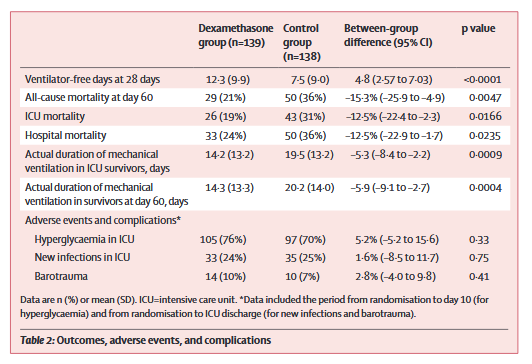 Dexamethasone Control Between-group p value
group (n=139) group difference (95% CI)
(n=138)
Ventilator-free days at 28 days 12·3 (9·9) 7·5 (9·0) 4·8 (2·57 to 7·03) <0·0001
All-cause mortality at day 60 29 (21%) 50 (36%) –15·3% (–25·9 to –4·9) 0·0047
ICU mortality 26 (19%) 43 (31%) –12·5% (–22·4 to –2·3) 0·0166
Hospital mortality 33 (24%) 50 (36%) –12·5% (–22·9 to –1·7) 0·0235
Actual duration of mechanical 14·2 (13·2) 19·5 (13·2) –5·3 (–8·4 to –2·2) 0·0009
ventilation in ICU survivors, days
Actual duration of mechanical 14·3 (13·3) 20·2 (14·0) –5·9 (–9·1 to –2·7) 0·0004
ventilation in survivors at day 60, days
Adverse events and complications*
Hyperglycaemia in ICU 105 (76%) 97 (70%) 5·2% (–5·2 to 15·6) 0·33
New infections in ICU 33 (24%) 35 (25%) 1·6% (–8·5 to 11·7) 0·75
Barotrauma 14 (10%) 10 (7%) 2·8% (–4·0 to 9·8) 0·41
Data are n (%) or mean (SD). ICU=intensive care unit. *Data included the period from randomisation to day 10 (for
hyperglycaemia) and from randomisation to ICU discharge (for new infections and barotrauma).
Table 2: Outcomes, adverse events, and complications